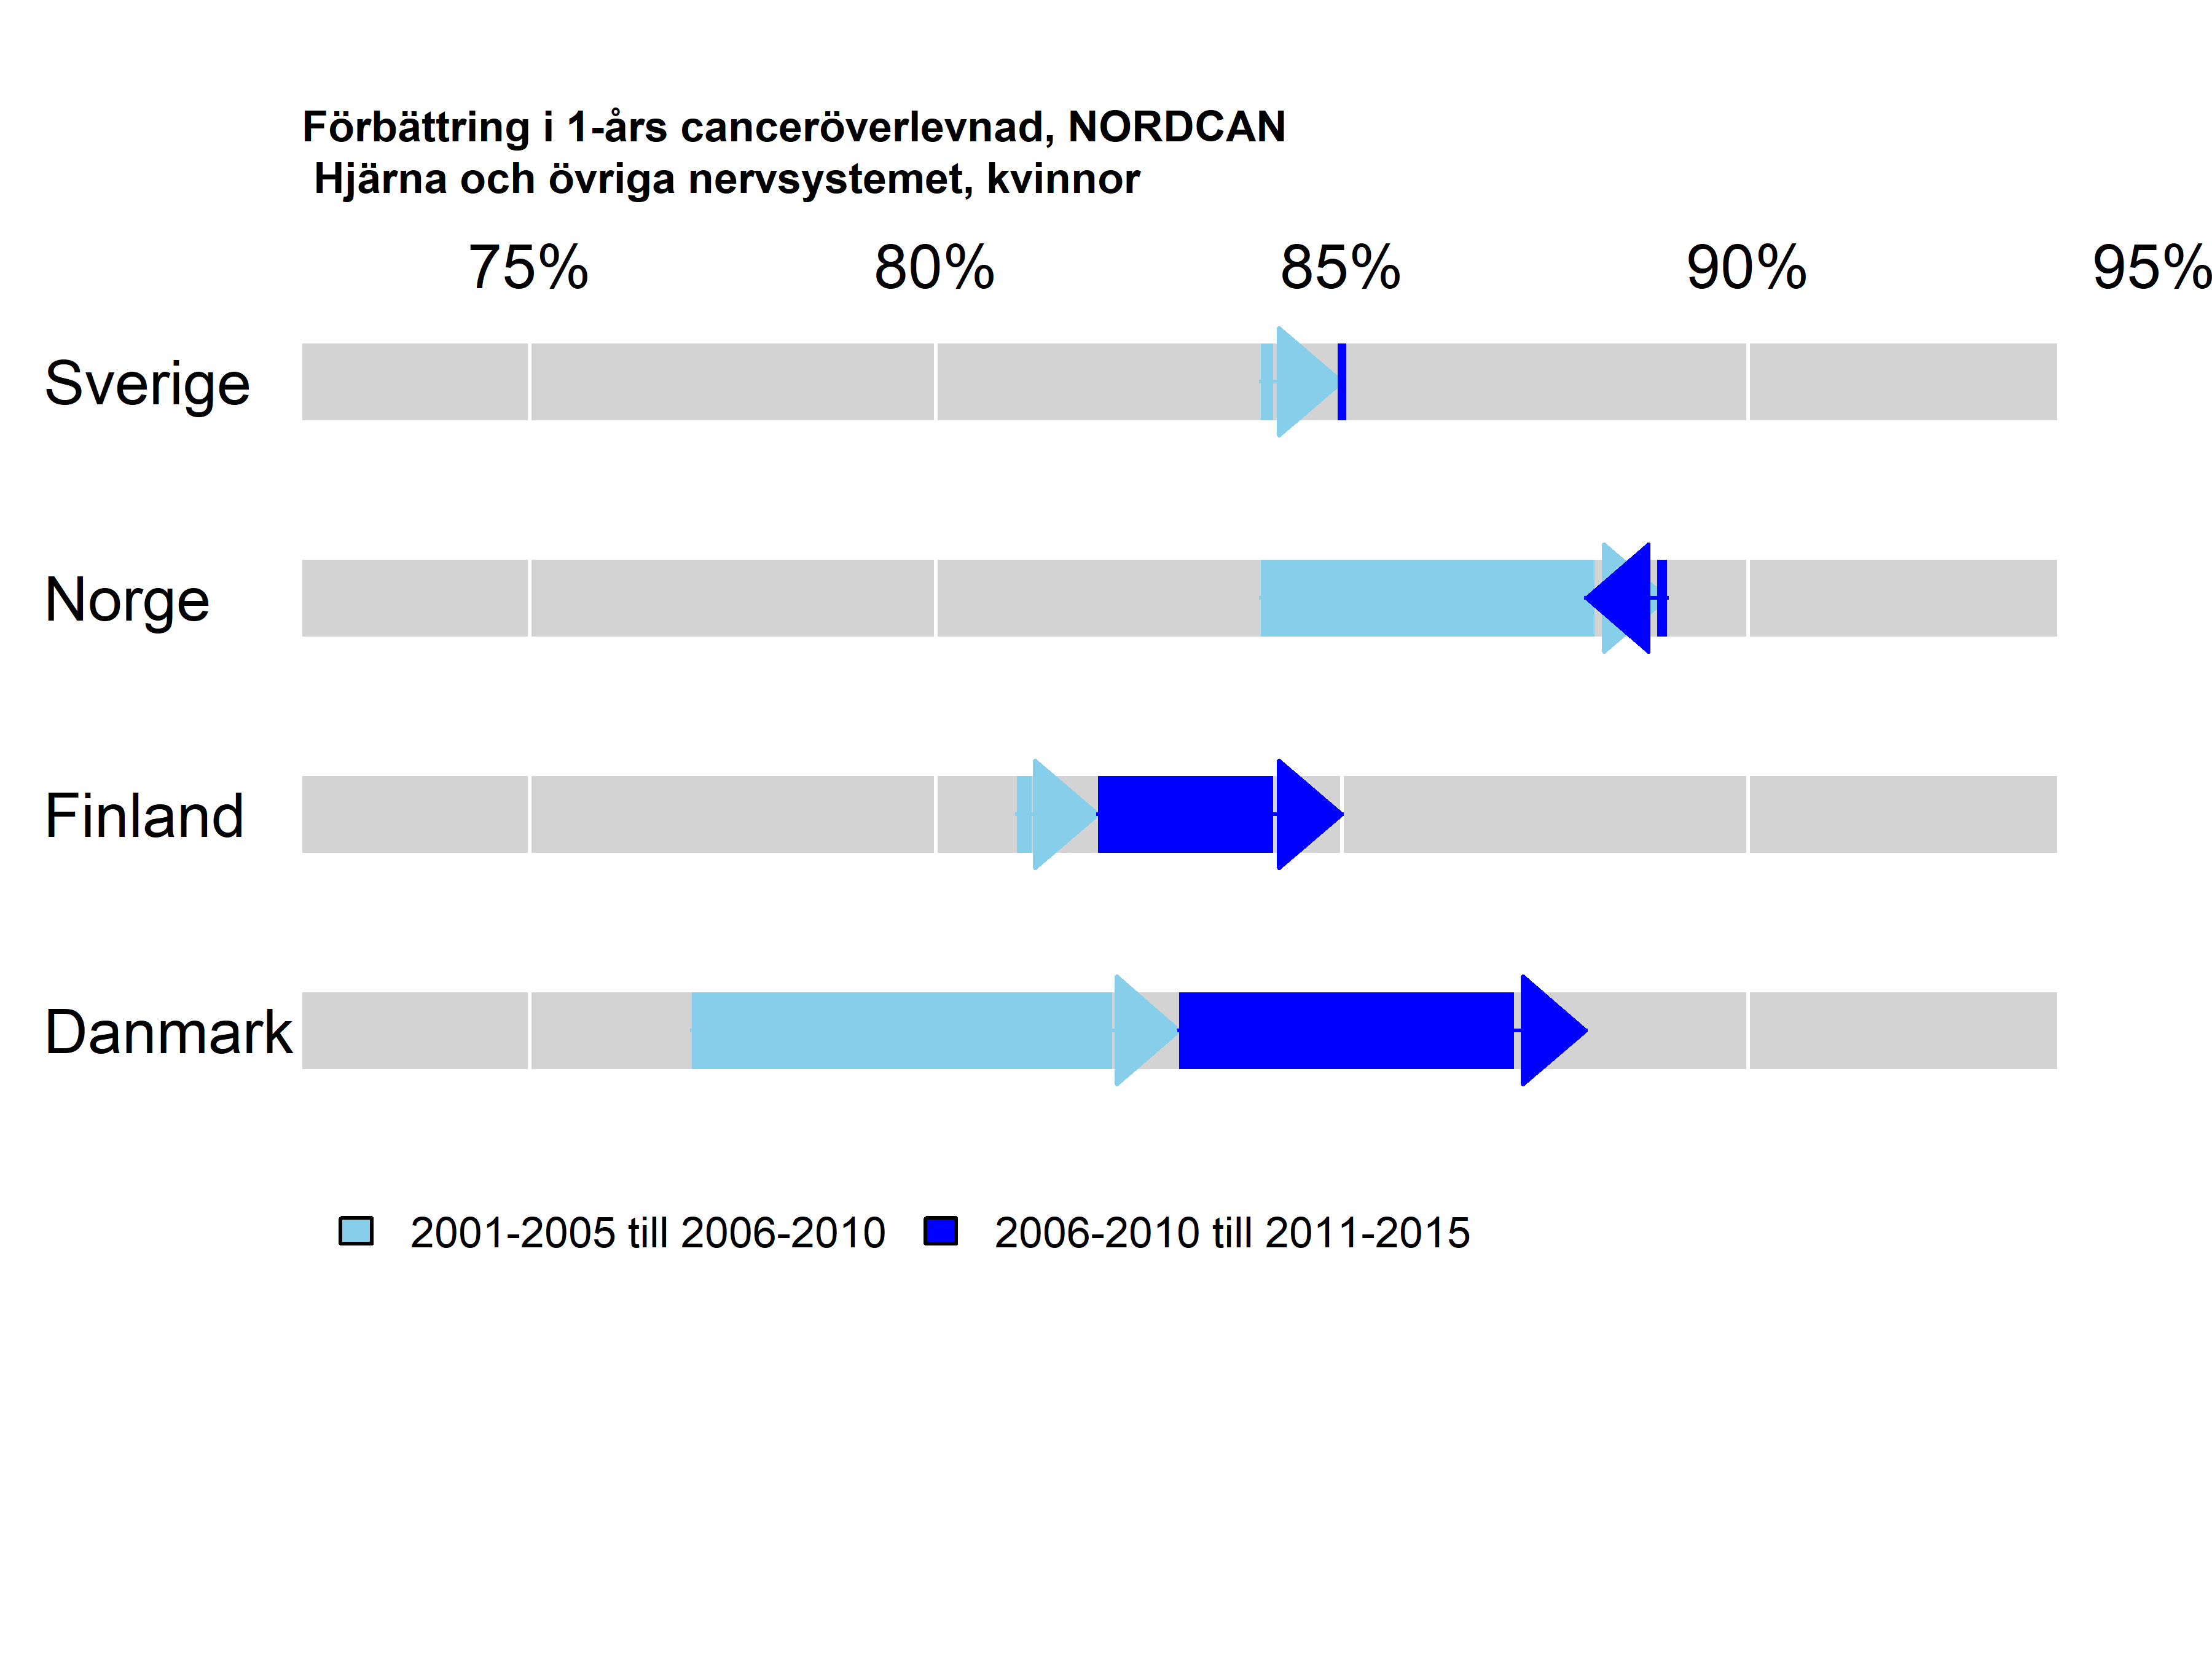 Förbättring i 1-års canceröverlevnad, NORDCAN
Hjärna och övriga nervsystemet, kvinnor
75% 80% 85% 90% 95%
Sverige
Norge
Finland
Danmark
2001-2005 till 2006-2010 2006-2010 till 2011-2015